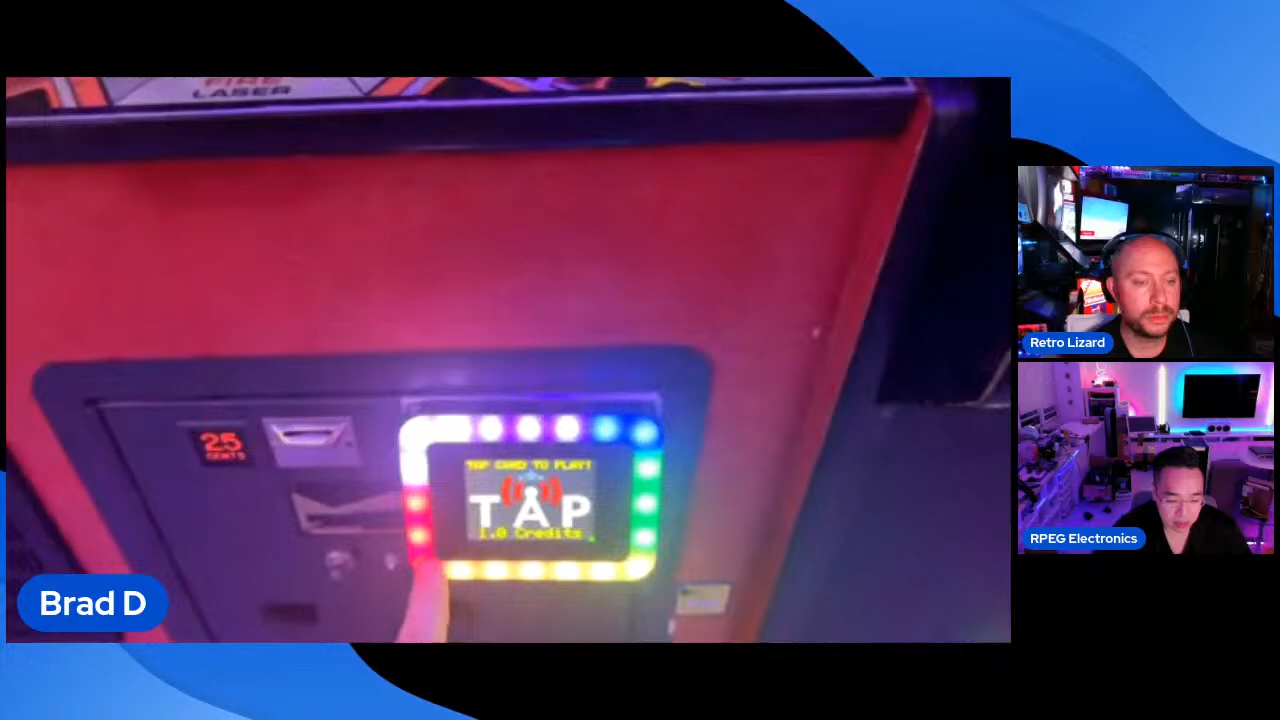 FIRE
LASER
25
CENTS
TAP CARD TO PLAY!
TAP
1.0 Credits
Brad D
Retro Lizard
RPEG Electronics